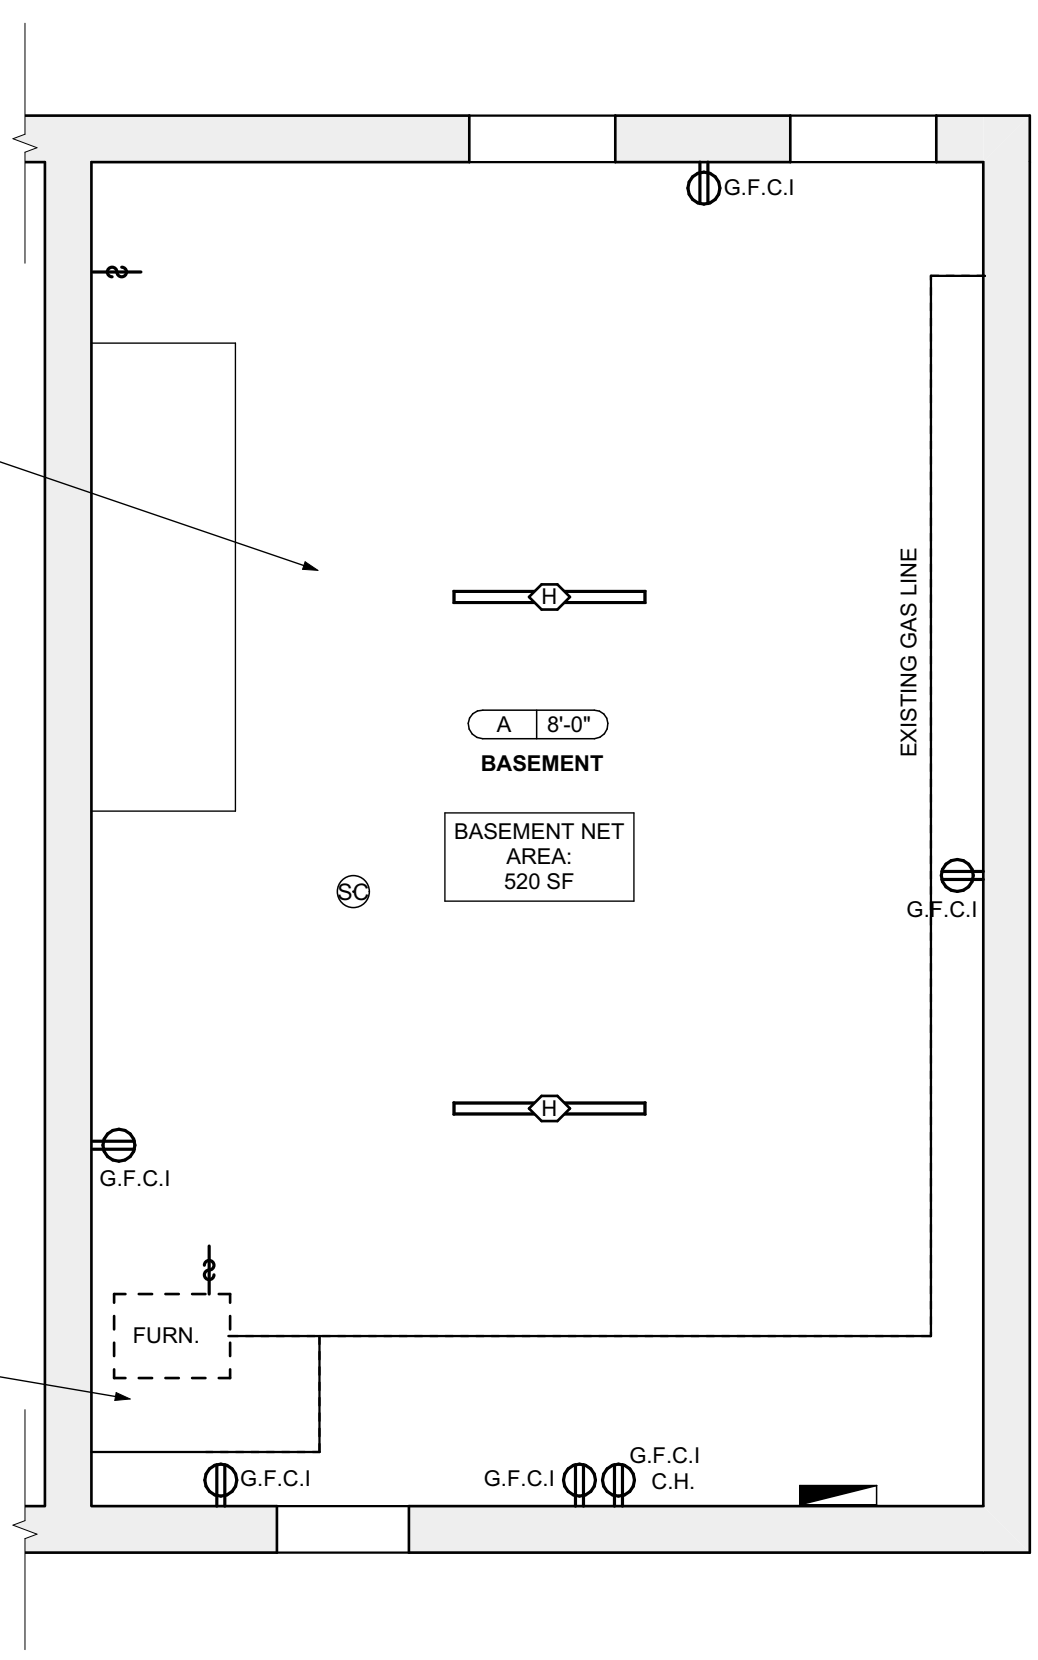 G.F.C.I
H
EXISTING GAS LINE
A 8'-0"
BASEMENT
BASEMENT NET
AREA:
520 SF
SC
G.F.C.I
H
G.F.C.I
FURN.
G.F.C.I
G.F.C.I
G.F.C.I
C.H.